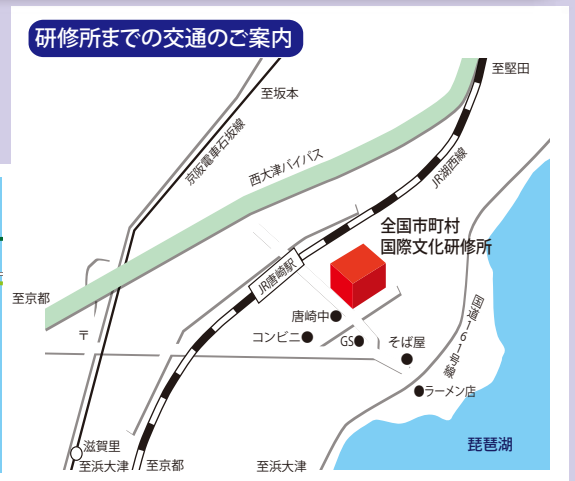 研修所までの交通のご案内
至堅田
至坂本
京阪電車石坂線
西大津バイパス
JR湖西線
全国市町村
国際文化研修所
JR唐崎駅
至京都
唐崎中
コンビニ
GS
そば屋
国道161号線
〒
ラーメン店
滋賀里
琵琶湖
至浜大津
至京都
至浜大津